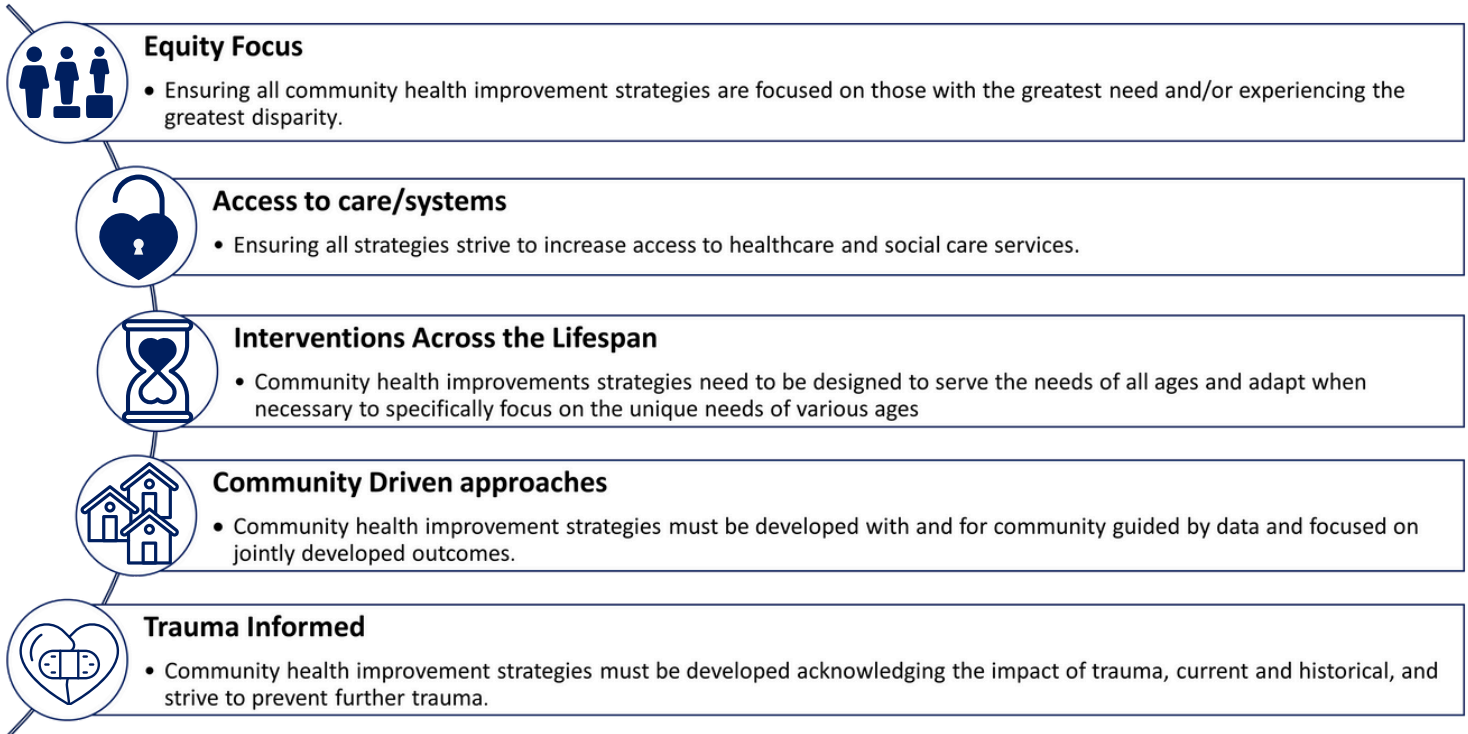 Equity Focus
• Ensuring all community health improvement strategies are focused on those with the greatest need and/or experiencing the
greatest disparity.
Access to care/systems
• Ensuring all strategies strive to increase access to healthcare and social care services.
Interventions Across the Lifespan
• Community health improvements strategies need to be designed to serve the needs of all ages and adapt when
necessary to specifically focus on the unique needs of various ages
Community Driven approaches
• Community health improvement strategies must be developed with and for community guided by data and focused on
jointly developed outcomes.
Trauma Informed
• Community health improvement strategies must be developed acknowledging the impact of trauma, current and historical, and
strive to prevent further trauma.